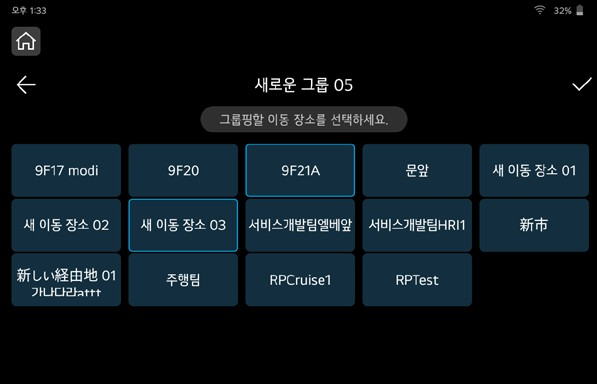 오후 1:33
32%
새로운 그룹 05
그룹핑할 이동 장소를 선택하세요.
9F17 modi
9F20
9F21A
문앞
새 이동 장소 01
새 이동 장소 02
새 이동 장소 03
서비스개발팀엘베앞
서비스개발팀HRI1
新市
新しい経由地 01
가나다라attt
주행팀
RPCruise1
RPTest